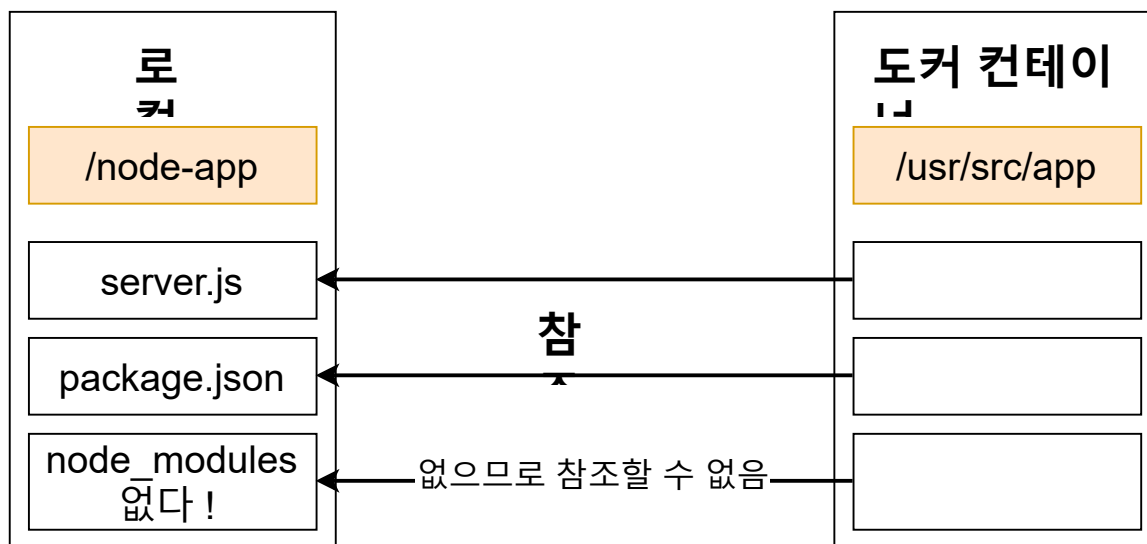 로
도커 컨테이
/node-app
/usr/src/app
server.js
참
package.json
node_modules
없다 !
없으므로 참조할 수 없음